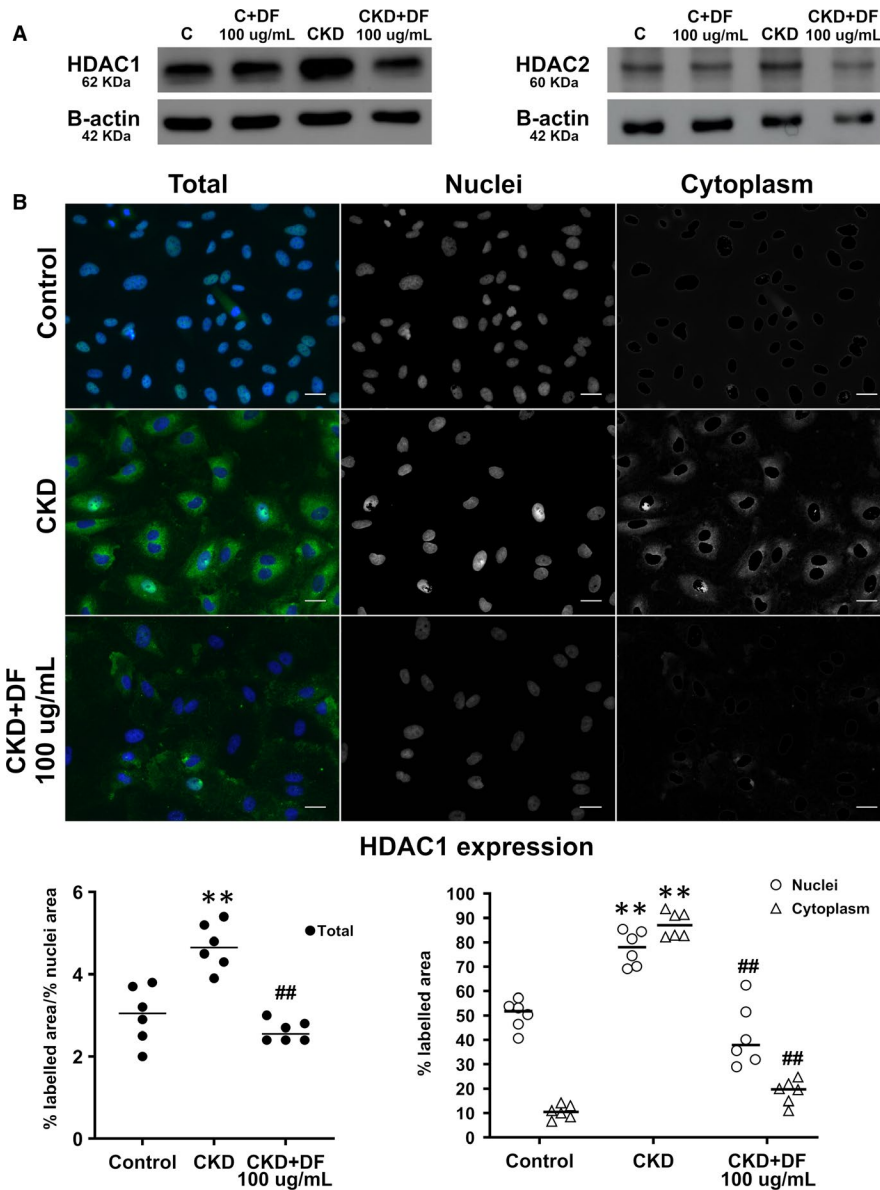 A
C
C+DF
100 ug/mL
CKD
CKD+DF
100 ug/mL
HDAC1
62 KDa
B-actin
42 KDa
C
C+DF
100 ug/mL
CKD
CKD+DF
100 ug/mL
HDAC2
60 KDa
B-actin
42 KDa
B
Total Nuclei Cytoplasm
Control
CKD
CKD+DF
100 ug/mL
HDAC1 expression
% labelled area/% nuclei area
6
4
2
0
**
##
Total
Control CKD CKD+DF
100 ug/mL
% labelled area
100
90
80
70
60
50
40
30
20
10
0
**
**
##
##
Nuclei
Cytoplasm
Control CKD CKD+DF
100 ug/mL